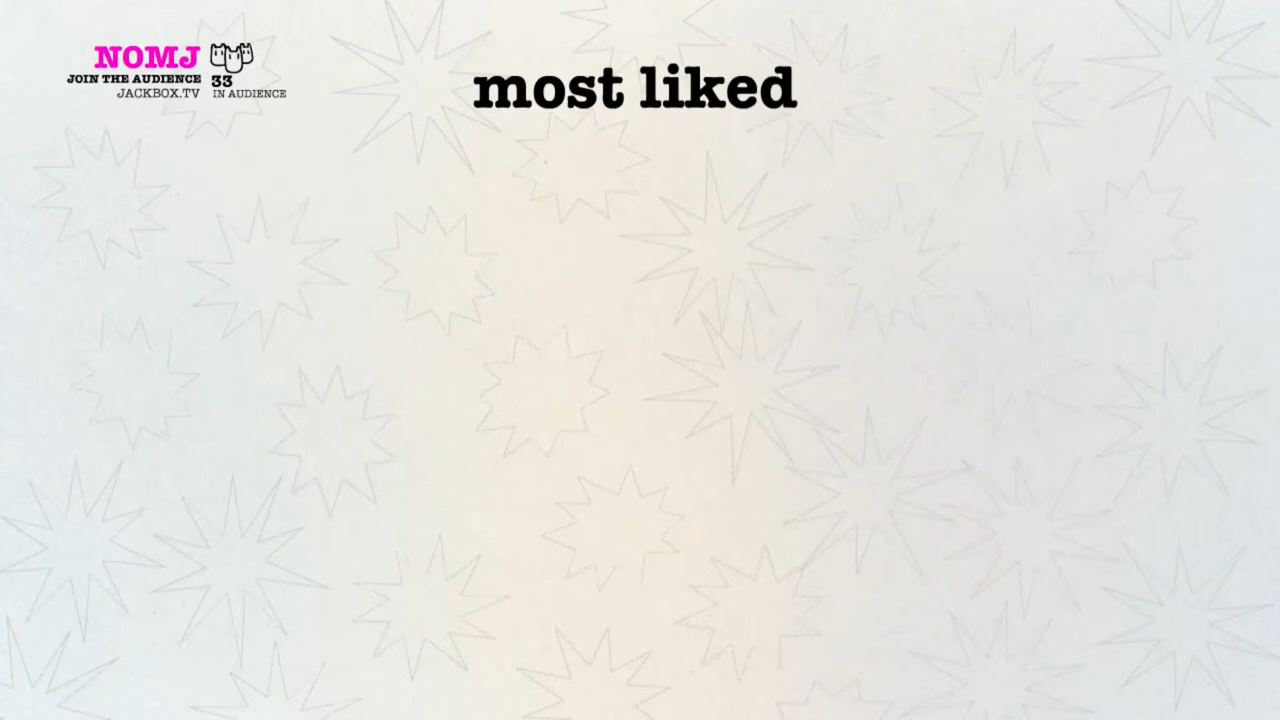 NOMJ
JOIN THE AUDIENCE
JACKBOX.TV
33
IN AUDIENCE
most liked